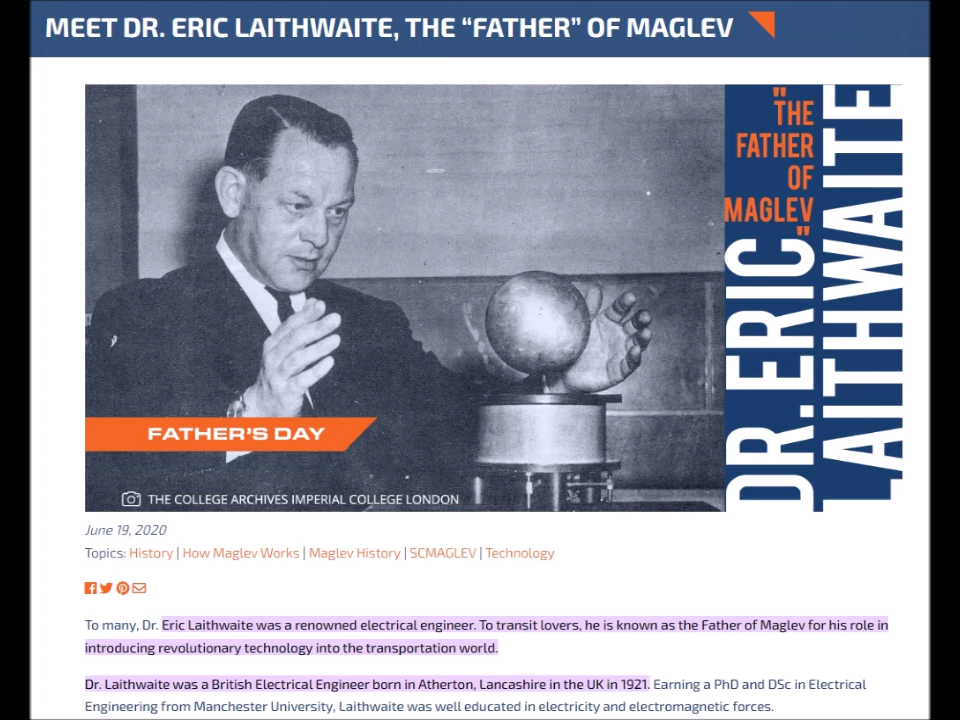 MEET DR. ERIC LAITHWAITE, THE “FATHER” OF MAGLEV
"THE
FATHER
OF
MAGLEV"
DR. ERIC
LAITHWAITE
FATHER'S DAY
THE COLLEGE ARCHIVES IMPERIAL COLLEGE LONDON
June 19, 2020
Topics: History | How Maglev Works | Maglev History | SCMAGLEV | Technology
To many, Dr. Eric Laithwaite was a renowned electrical engineer. To transit lovers, he is known as the Father of Maglev for his role in
introducing revolutionary technology into the transportation world.
Dr. Laithwaite was a British Electrical Engineer born in Atherton, Lancashire in the UK in 1921. Earning a PhD and DSc in Electrical
Engineering from Manchester University, Laithwaite was well educated in electricity and electromagnetic forces.